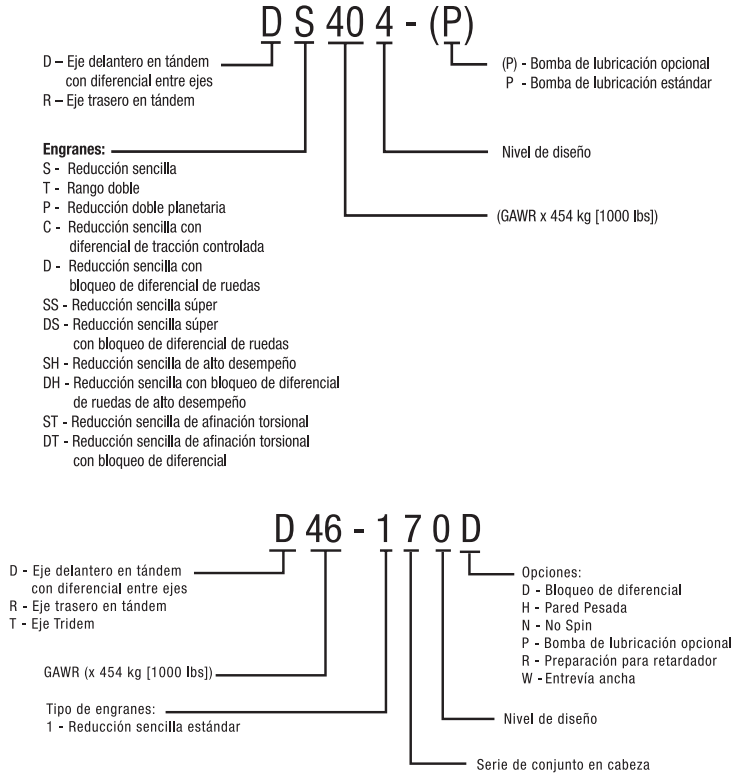 D S 40 4 - (P)
D – Eje delantero en tándem
con diferencial entre ejes
R – Eje trasero en tándem
(P) - Bomba de lubricación opcional
P - Bomba de lubricación estándar
Engranes:
S - Reducción sencilla
T - Rango doble
P - Reducción doble planetaria
C - Reducción sencilla con
diferencial de tracción controlada
D - Reducción sencilla con
bloqueo de diferencial de ruedas
SS - Reducción sencilla súper
DS - Reducción sencilla súper
con bloqueo de diferencial de ruedas
SH - Reducción sencilla de alto desempeño
DH - Reducción sencilla con bloqueo de diferencial
de ruedas de alto desempeño
ST - Reducción sencilla de afinación torsional
DT - Reducción sencilla de afinación torsional
con bloqueo de diferencial
Nivel de diseño
(GAWR x 454 kg [1000 lbs])
D 46 - 1 7 0 D
D - Eje delantero en tándem
con diferencial entre ejes
R - Eje trasero en tándem
T - Eje Tridem
GAWR (x 454 kg [1000 lbs])
Tipo de engranes:
1 - Reducción sencilla estándar
Opciones:
D - Bloqueo de diferencial
H - Pared Pesada
N - No Spin
P - Bomba de lubricación opcional
R - Preparación para retardador
W - Entrevía ancha
Nivel de diseño
Serie de conjunto en cabeza